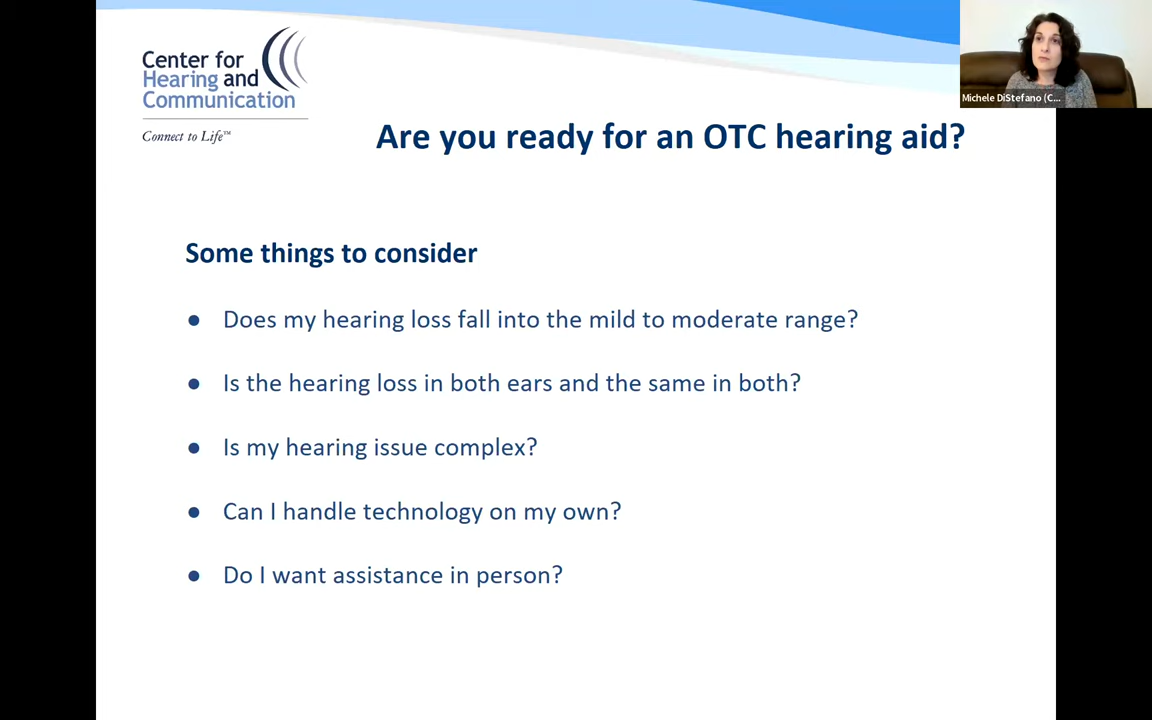 Center for
Hearing and
Communication
Connect to Life™
Michele DiStefano (C...
Are you ready for an OTC hearing aid?
Some things to consider
● Does my hearing loss fall into the mild to moderate range?
● Is the hearing loss in both ears and the same in both?
● Is my hearing issue complex?
● Can I handle technology on my own?
● Do I want assistance in person?